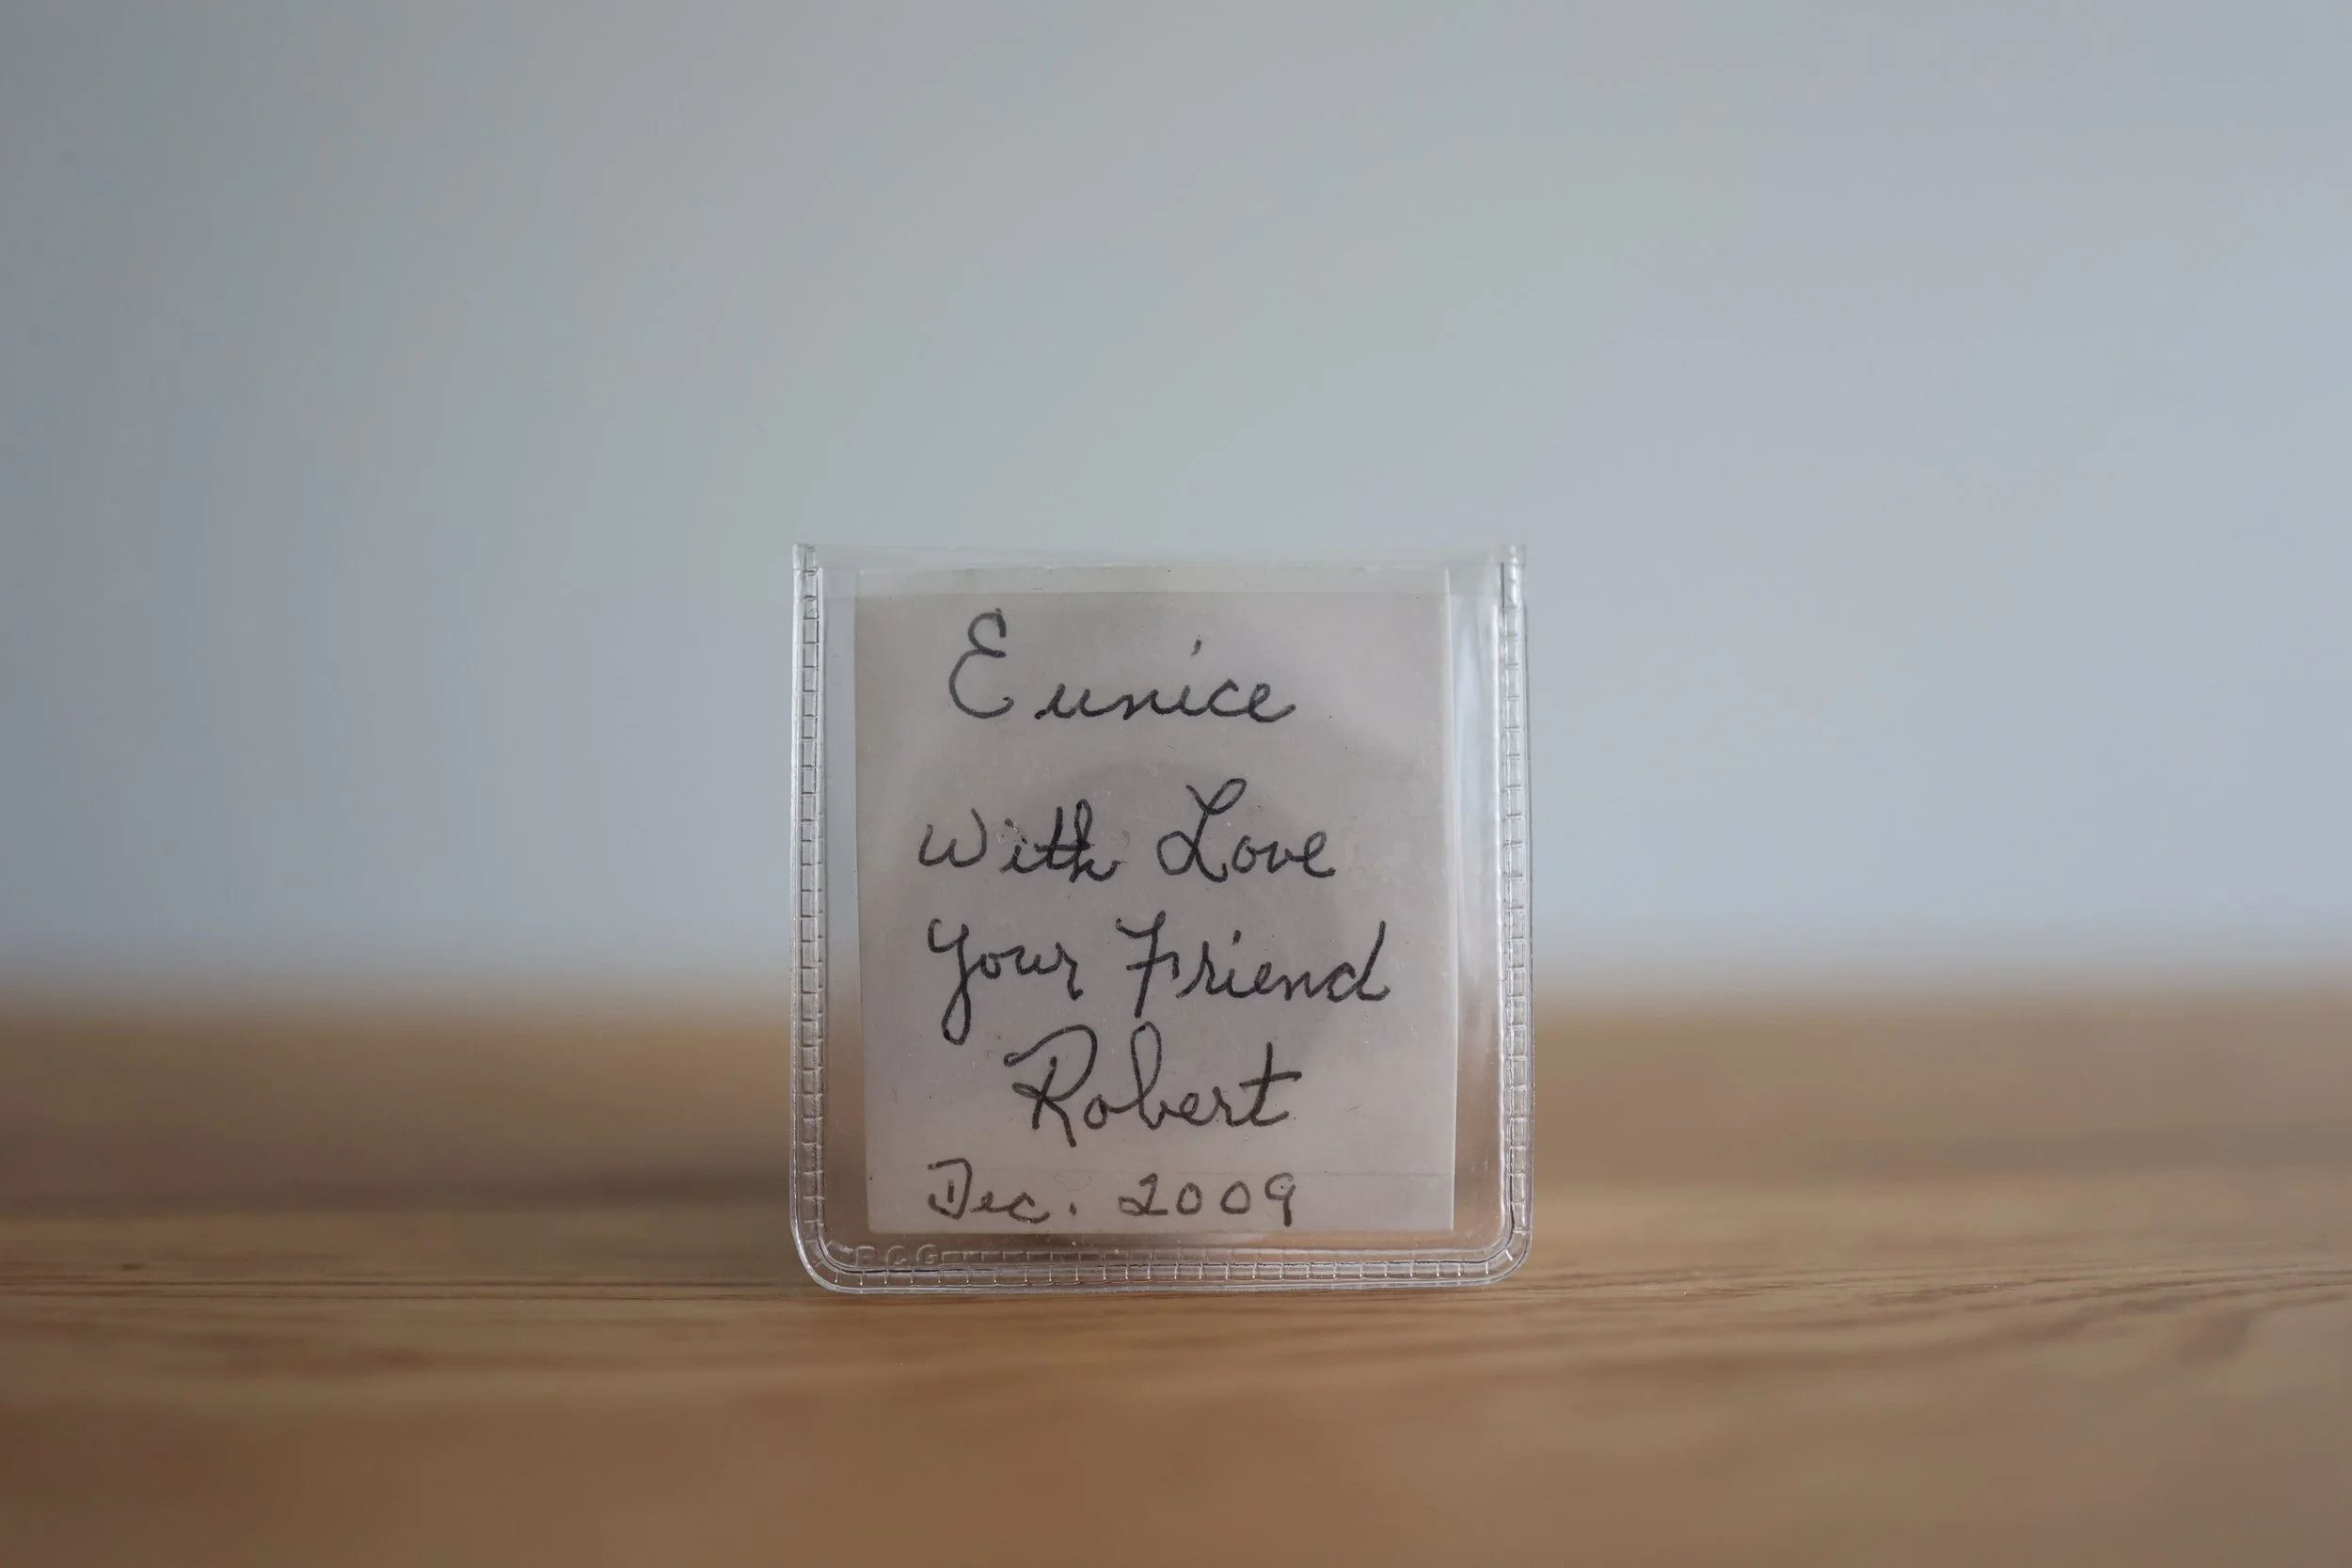 Eunice
With Love
Your Friend
Robert
Dec. 2009